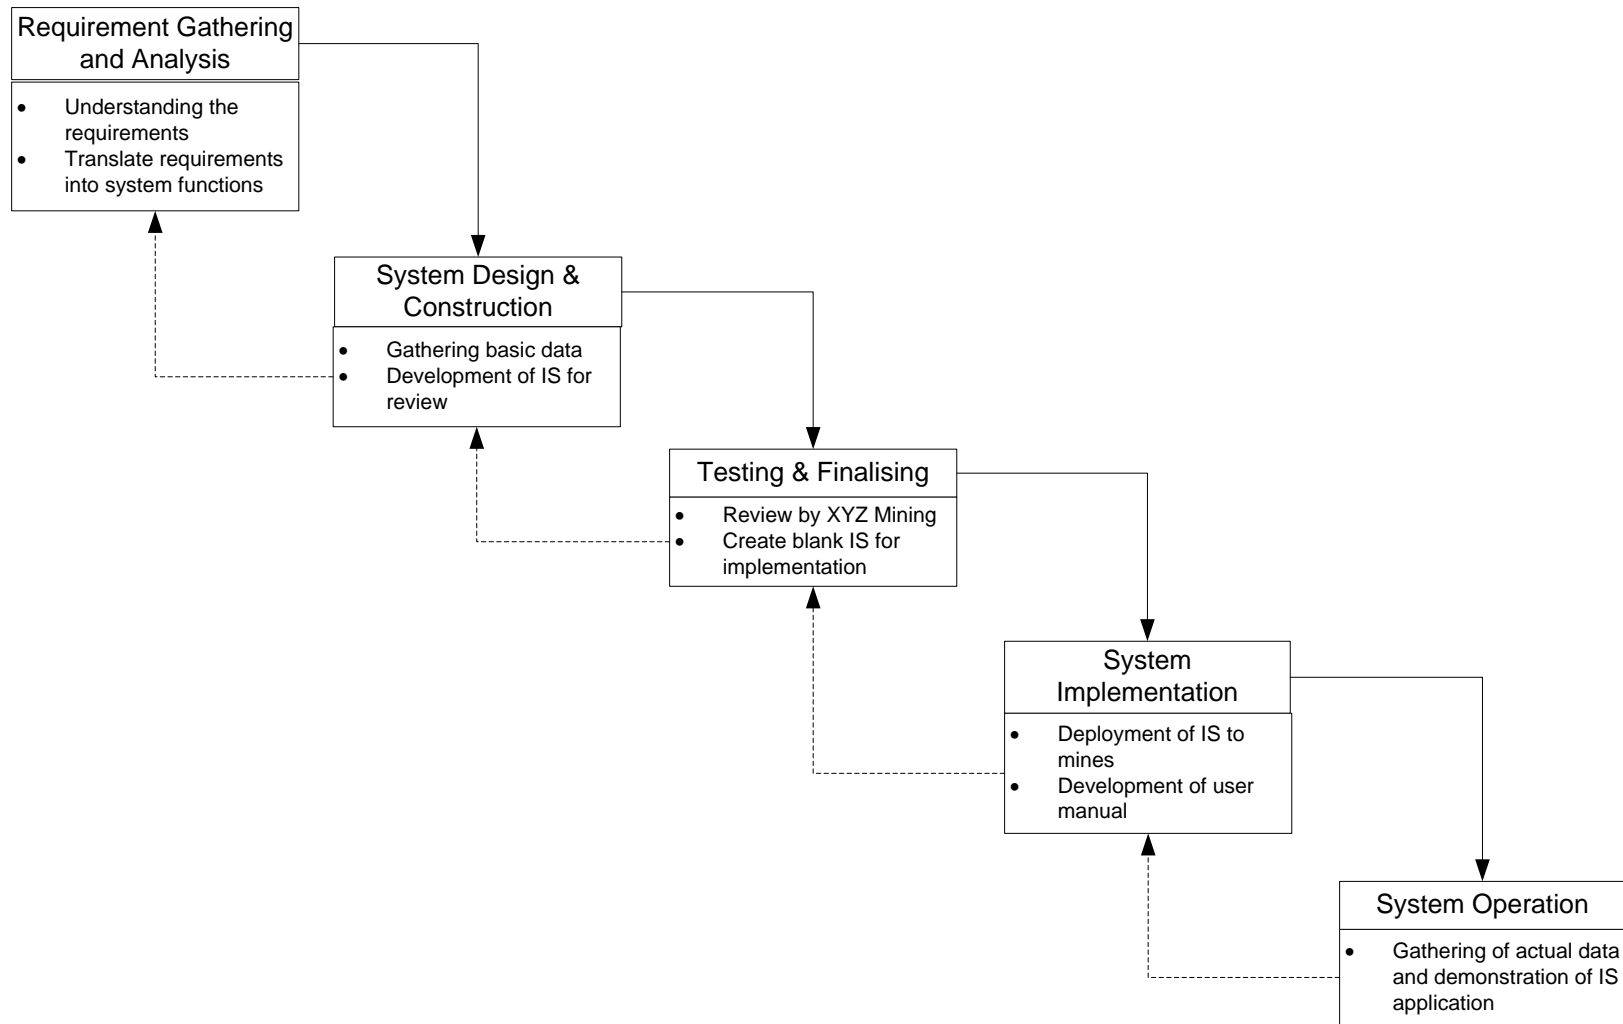 Requirement Gathering
and Analysis
• Understanding the
requirements
• Translate requirements
into system functions
System Design &
Construction
• Gathering basic data
• Development of IS for
review
Testing & Finalising
• Review by XYZ Mining
• Create blank IS for
implementation
System
Implementation
• Deployment of IS to
mines
• Development of user
manual
System Operation
• Gathering of actual data
and demonstration of IS
application